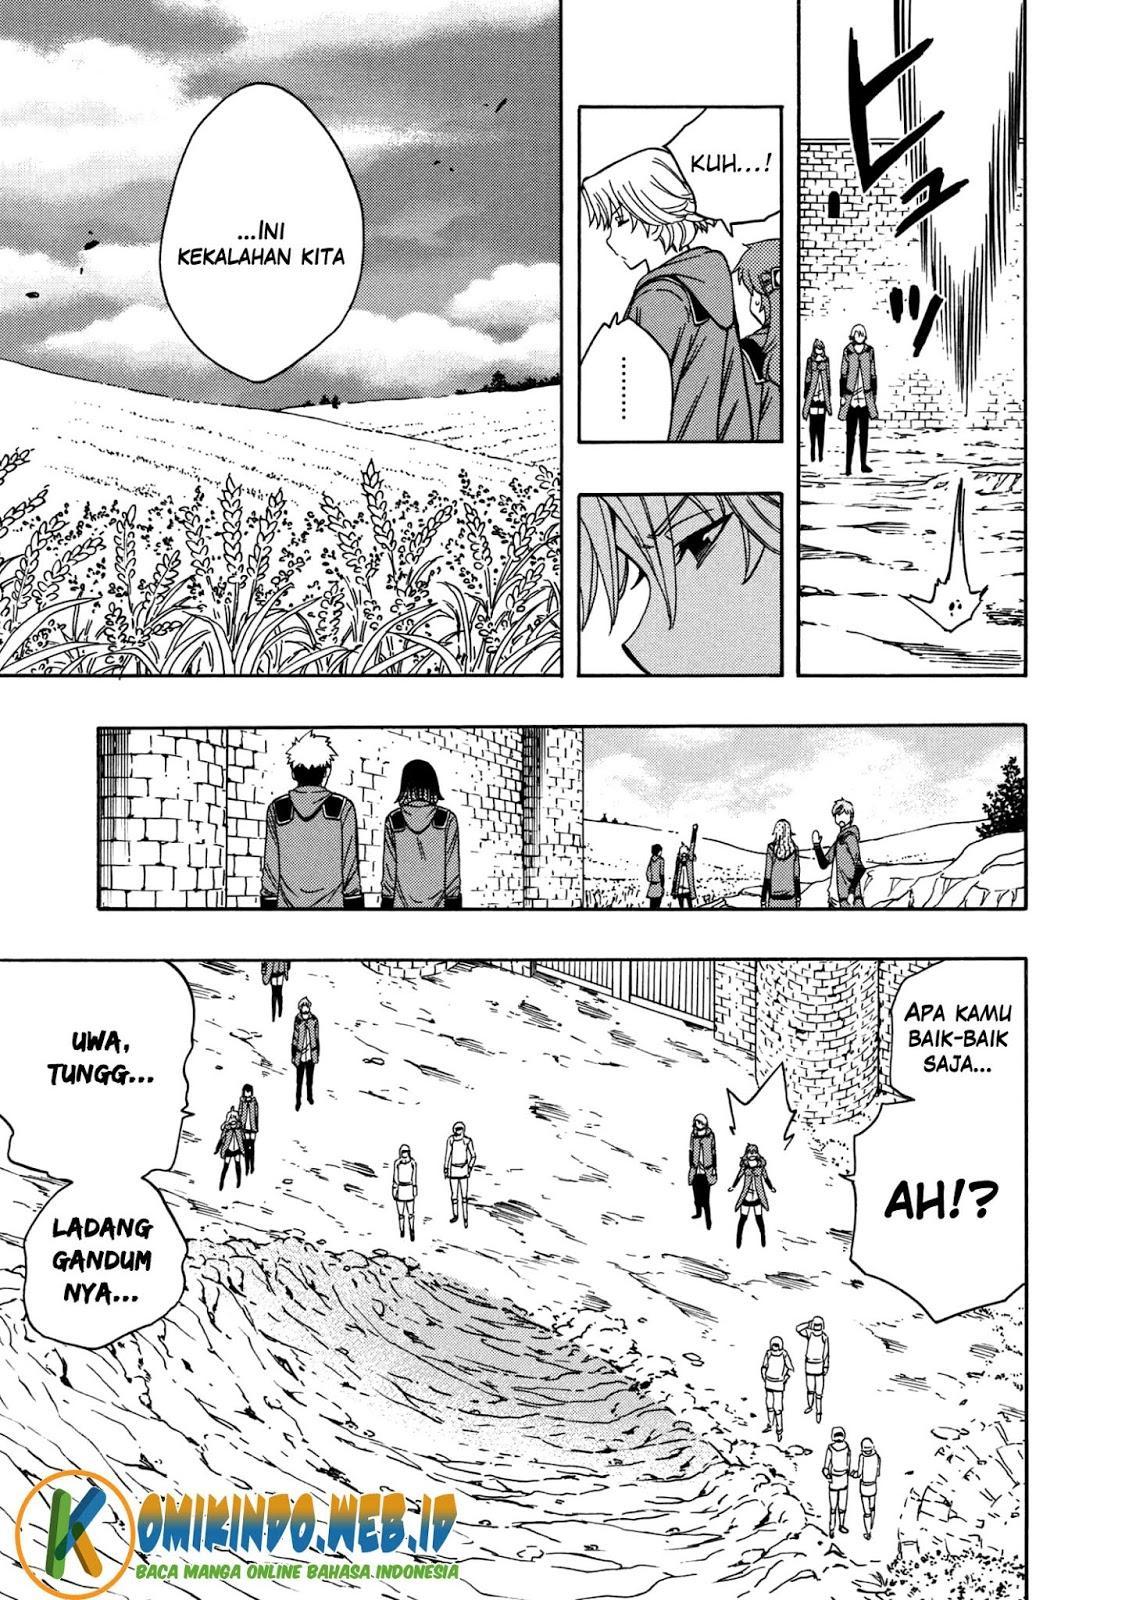 ヒュッ
KUH...!
.......
...INI
KEKALAHAN KITA
APA KAMU
BAIK-BAIK
SAJA...
AH!?
UWA,
TUNGG...
LADANG
GANDUM
NYA...
KOMIKINDO.WEB.ID
BACA MANGA ONLINE BAHASA INDONESIA